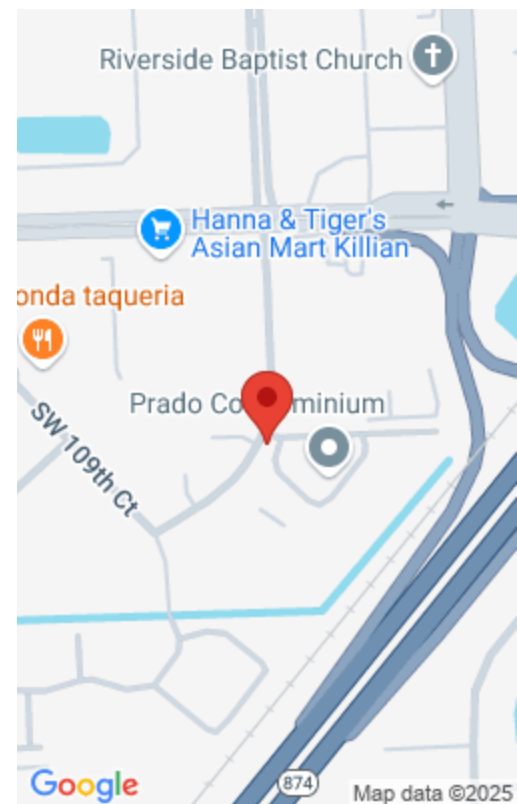 Riverside Baptist Church
Hanna & Tiger's
Asian Mart Killian
onda taqueria
Prado Co minium
SW 109th Ct
874
Google
Map data ©2025